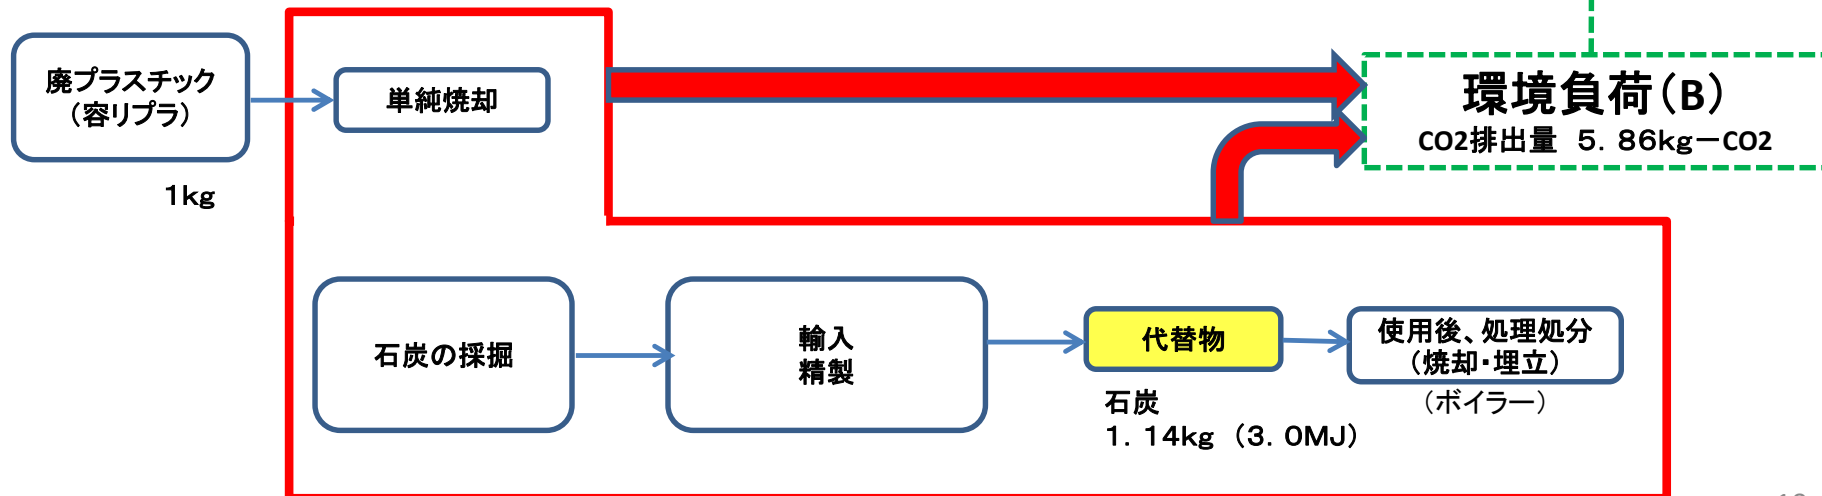 廃プラスチック
(容リプラ)
1kg
単純焼却
環境負荷(B)
CO2排出量 5.86kg-CO2
石炭の採掘
輸入
精製
代替物
石炭
1.14kg (3.0MJ)
使用後、処理処分
(焼却・埋立)
(ボイラー)